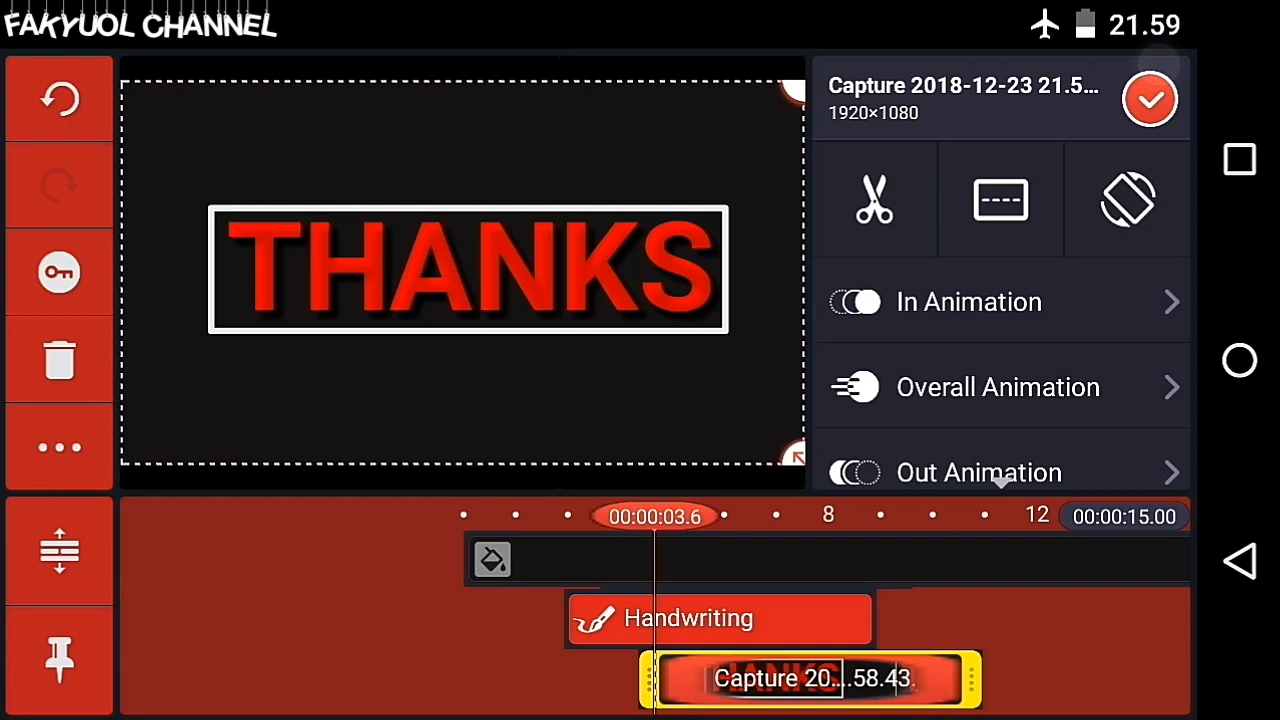 FAKYUOL CHANNEL
21.59
Capture 2018-12-23 21.5...
1920×1080
THANKS
In Animation
Overall Animation
Out Animation
00:00:03.6
8
12
00:00:15.00
Handwriting
Capture 20....58.43.